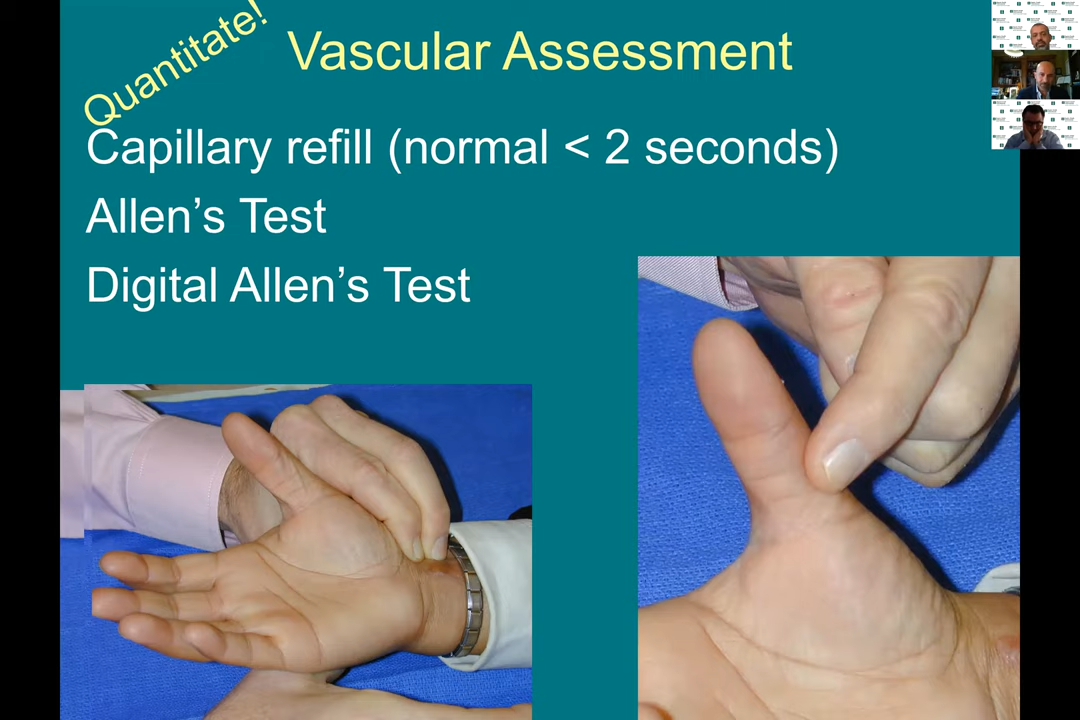 Quantitate!
Vascular Assessment
Capillary refill (normal < 2 seconds)
Allen’s Test
Digital Allen’s Test